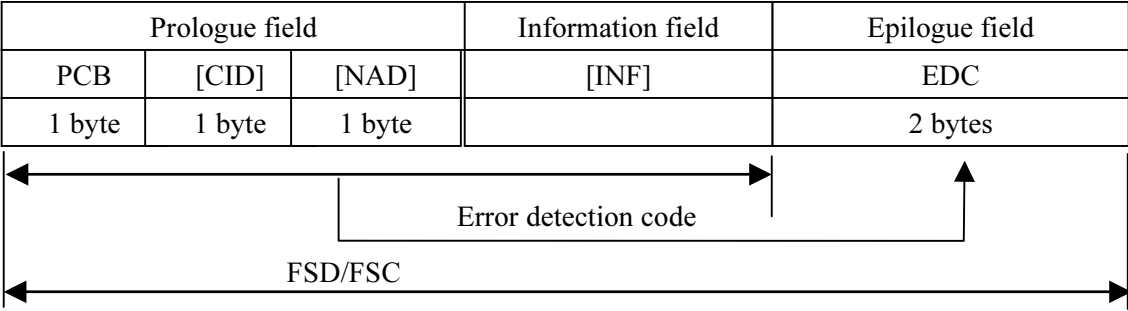 Prologue field Information field Epilogue field
PCB [CID] [NAD] [INF] EDC
1 byte 1 byte 1 byte 2 bytes
Error detection code
FSD/FSC